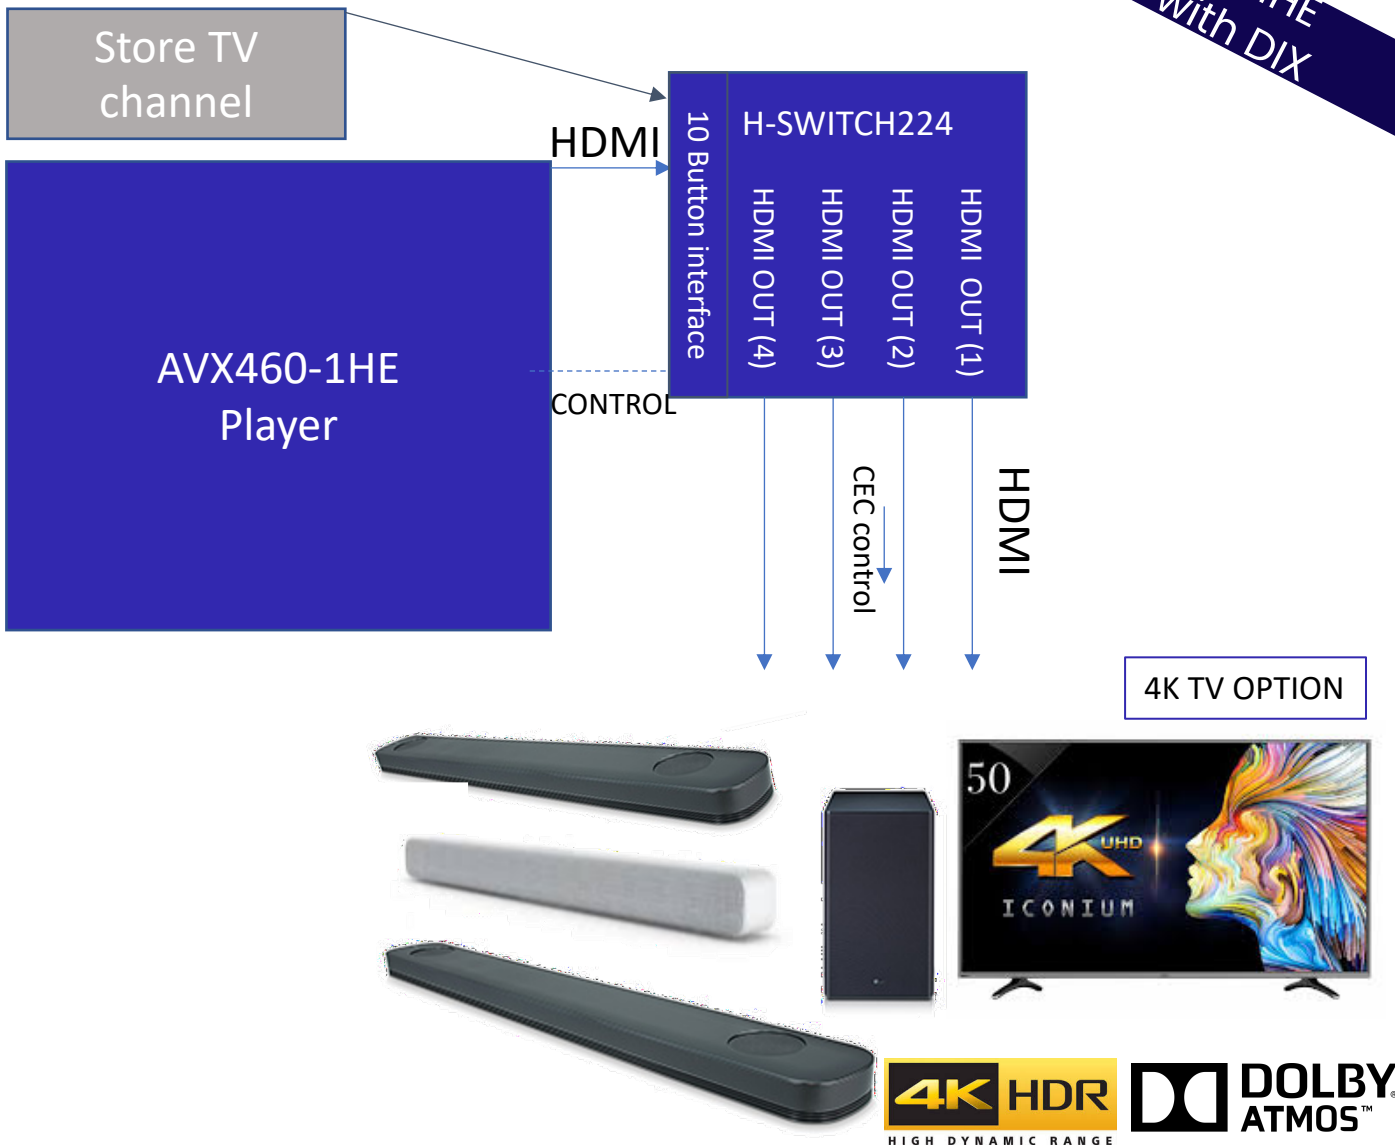 Store TV
channel
HE
with DIX
HDMI
10 Button interface
H-SWITCH224
HDMI OUT (4)
HDMI OUT (3)
HDMI OUT (2)
HDMI OUT (1)
AVX460-1HE
Player
CONTROL
CEC control
HDMI
4K TV OPTION
50
4K UHD
ICONIUM
4K HDR
HIGH DYNAMIC RANGE
DOLBY
ATMOS™